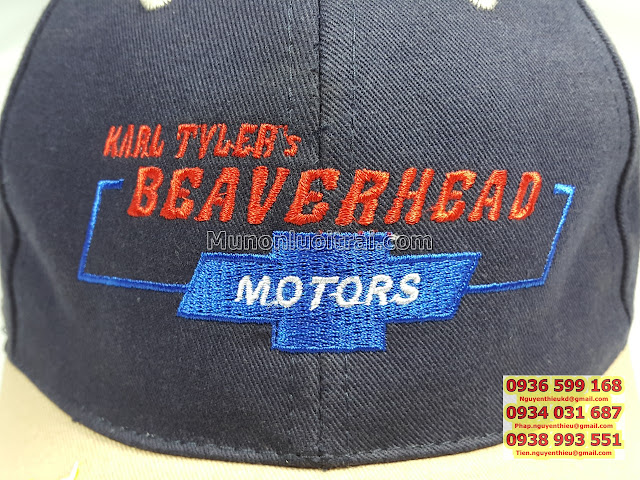 KARL TYLER's
BEAVERHEAD
Munonluoitrai.com
MOTORS
0936 599 168
Nguyenthieukd@gmail.com
0934 031 687
Phap.nguyenthieu@gmail.com
0938 993 551
Tien.nguyenthieu@gmail.com